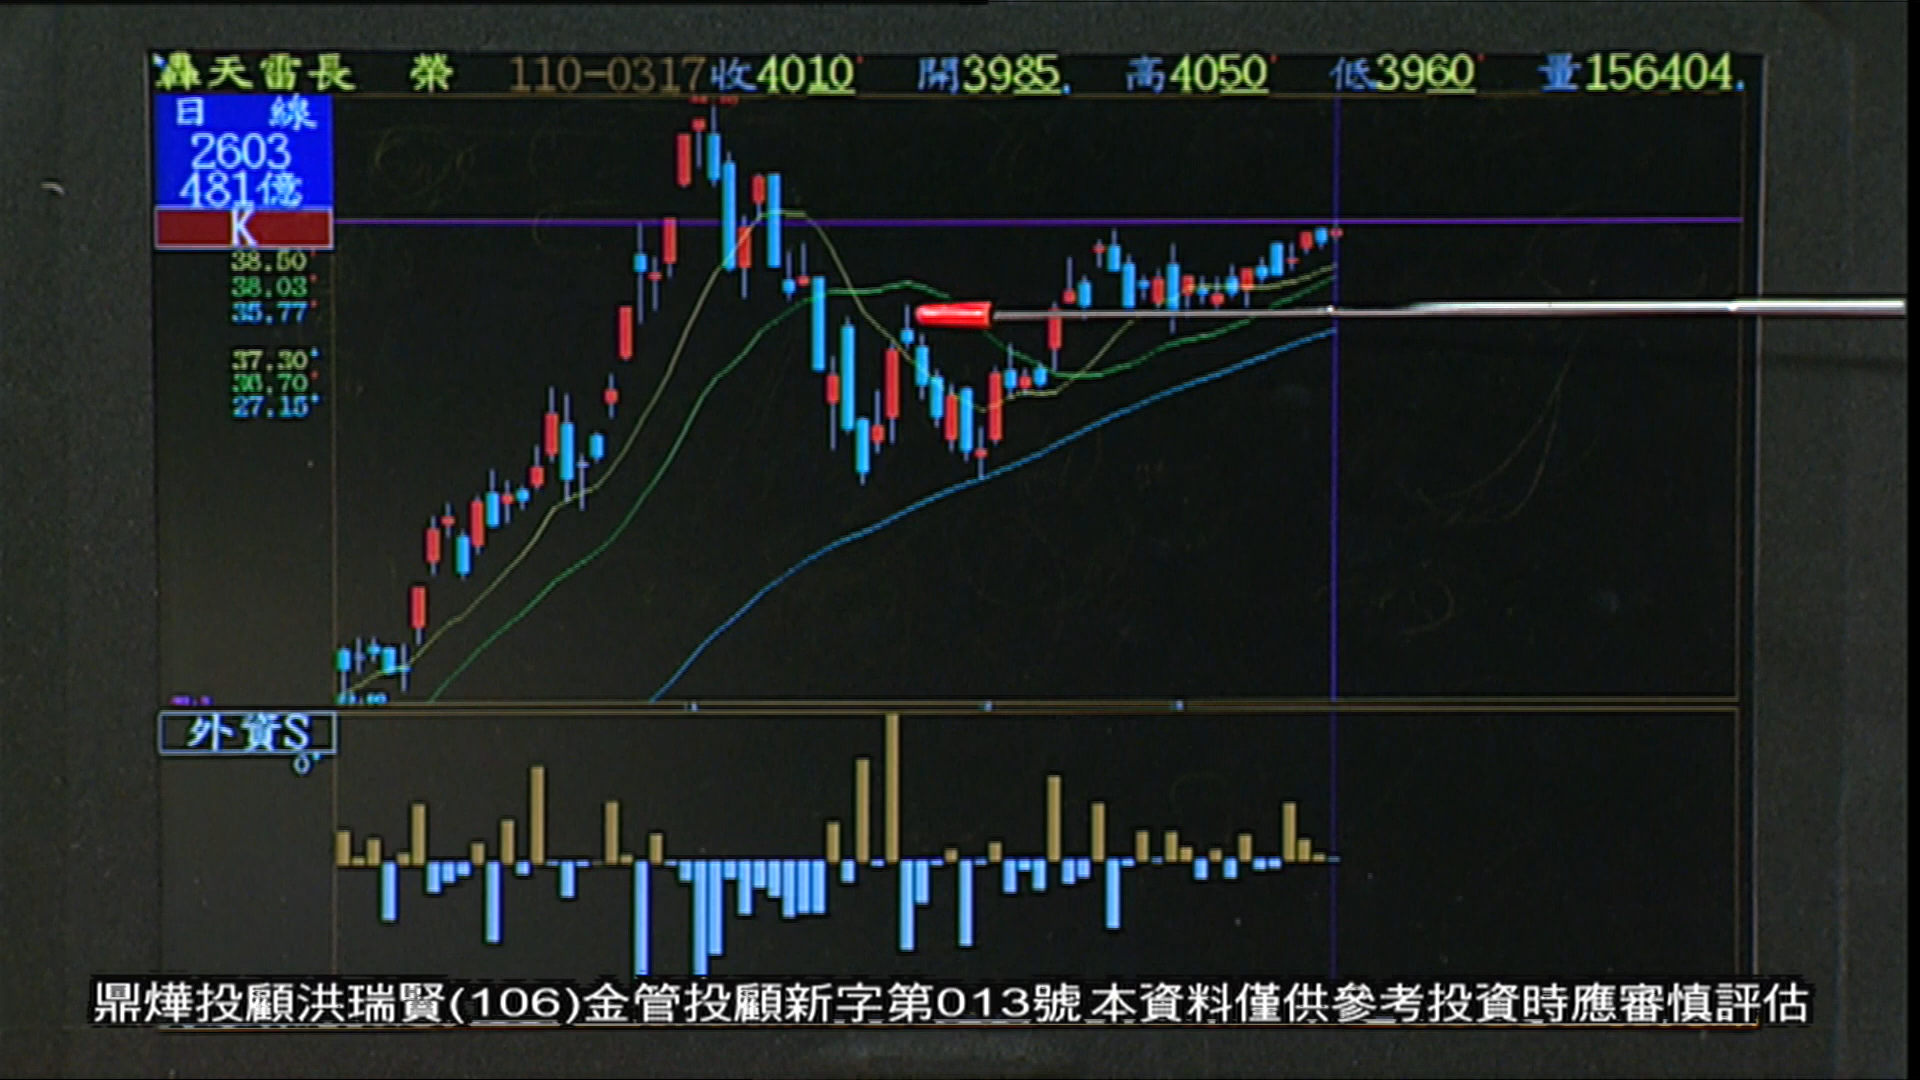 轟天雷長 榮 110-0317 收4010 開3985 高4050 低3960 量156404
日 線
2603
481億
K
38.50
38.03
35.77
37.30
36.70
27.15
外資S
0
鼎燁投顧洪瑞賢(106)金管投顧新字第013號 本資料僅供參考投資時應審慎評估